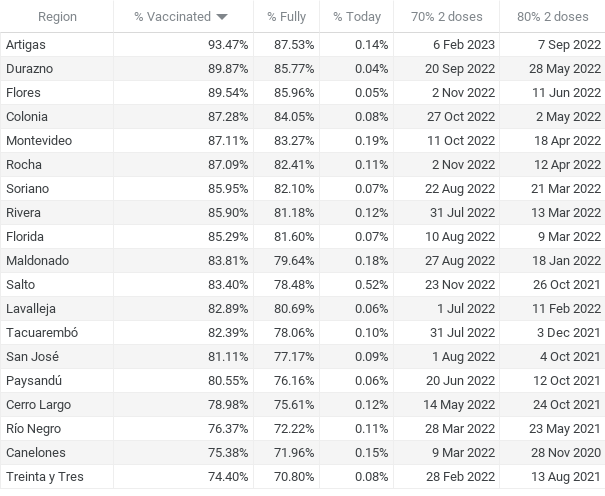 Region % Vaccinated % Fully % Today 70% 2 doses 80% 2 doses
Artigas 93.47% 87.53% 0.14% 6 Feb 2023 7 Sep 2022
Durazno 89.87% 85.77% 0.04% 20 Sep 2022 28 May 2022
Flores 89.54% 85.96% 0.05% 2 Nov 2022 11 Jun 2022
Colonia 87.28% 84.05% 0.08% 27 Oct 2022 2 May 2022
Montevideo 87.11% 83.27% 0.19% 11 Oct 2022 18 Apr 2022
Rocha 87.09% 82.41% 0.11% 2 Nov 2022 12 Apr 2022
Soriano 85.95% 82.10% 0.07% 22 Aug 2022 21 Mar 2022
Rivera 85.90% 81.18% 0.12% 31 Jul 2022 13 Mar 2022
Florida 85.29% 81.60% 0.07% 10 Aug 2022 9 Mar 2022
Maldonado 83.81% 79.64% 0.18% 27 Aug 2022 18 Jan 2022
Salto 83.40% 78.48% 0.52% 23 Nov 2022 26 Oct 2021
Lavalleja 82.89% 80.69% 0.06% 1 Jul 2022 11 Feb 2022
Tacuarembó 82.39% 78.06% 0.10% 31 Jul 2022 3 Dec 2021
San José 81.11% 77.17% 0.09% 1 Aug 2022 4 Oct 2021
Paysandú 80.55% 76.16% 0.06% 20 Jun 2022 12 Oct 2021
Cerro Largo 78.98% 75.61% 0.12% 14 May 2022 24 Oct 2021
Río Negro 76.37% 72.22% 0.11% 28 Mar 2022 23 May 2021
Canelones 75.38% 71.96% 0.15% 9 Mar 2022 28 Nov 2020
Treinta y Tres 74.40% 70.80% 0.08% 28 Feb 2022 13 Aug 2021